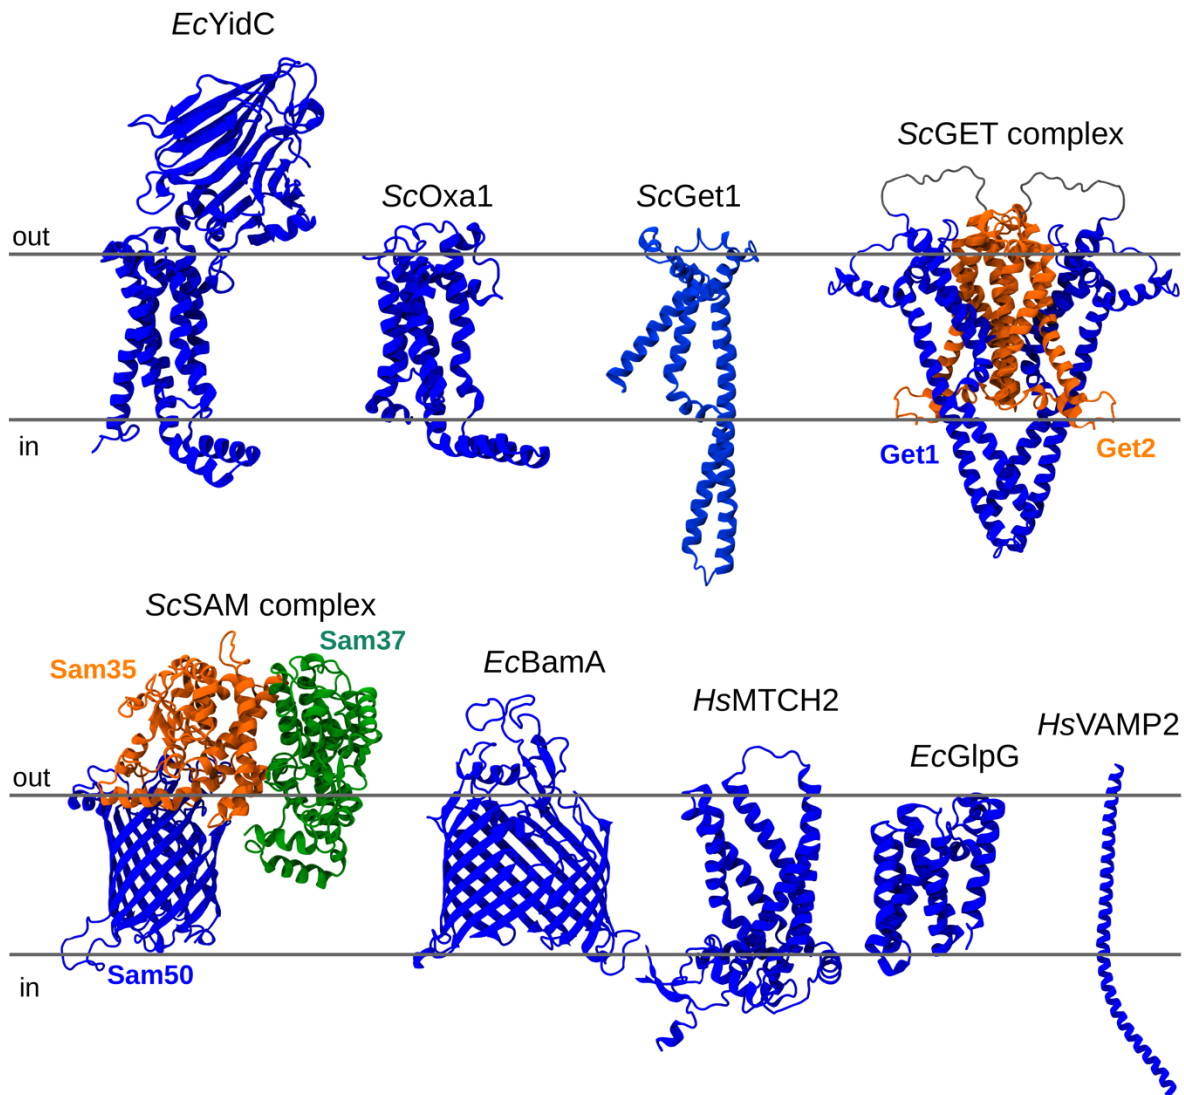 EcYidC
ScGET complex
ScOxa1
ScGet1
out
in
Get1
Get2
ScSAM complex
Sam37
Sam35
EcBamA
HsMTCH2
HsVAMP2
EcGlpG
out
in
Sam50